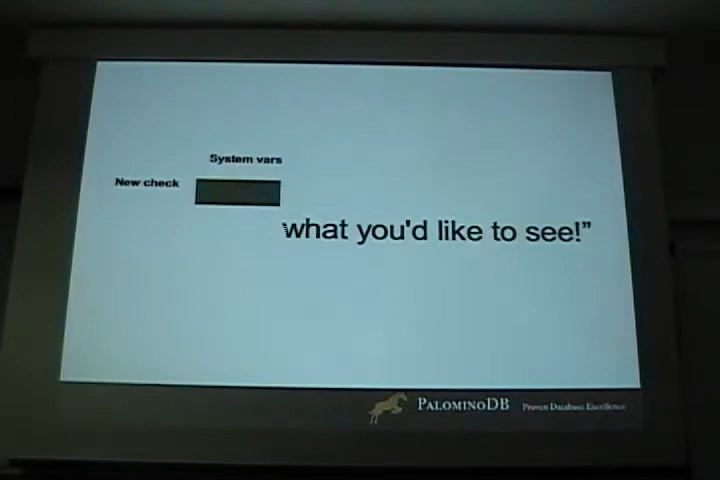 System vars
New check
what you'd like to see!”
PALOMINODB Proven Database Excellence